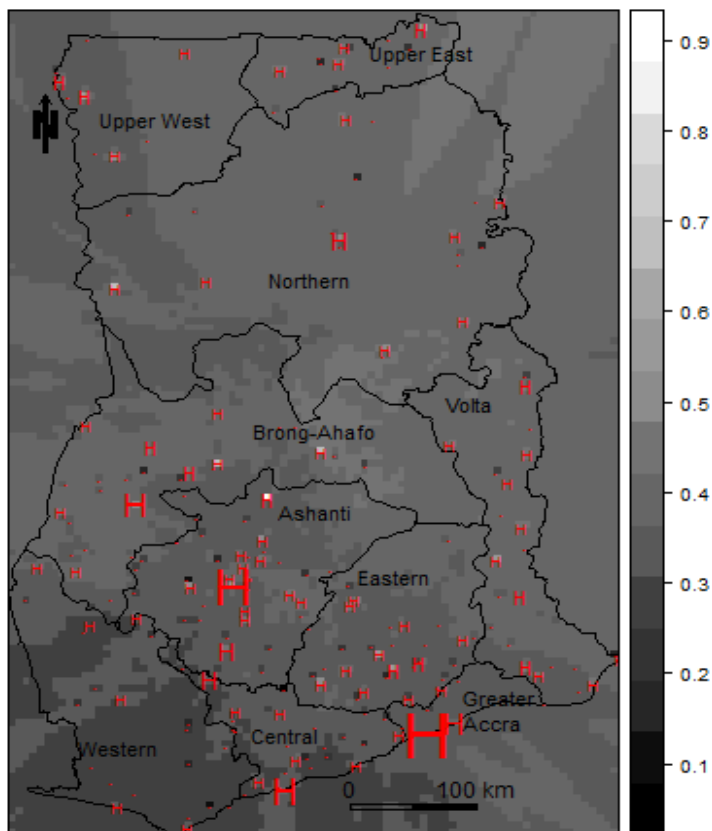 0.9
Upper East
Upper West
N
0.8
0.7
Northern
0.6
0.5
Volta
Brong-Ahafo
0.4
Ashanti
Eastern
0.3
0.2
Greater
Accra
Central
Western
0.1
0
100 km